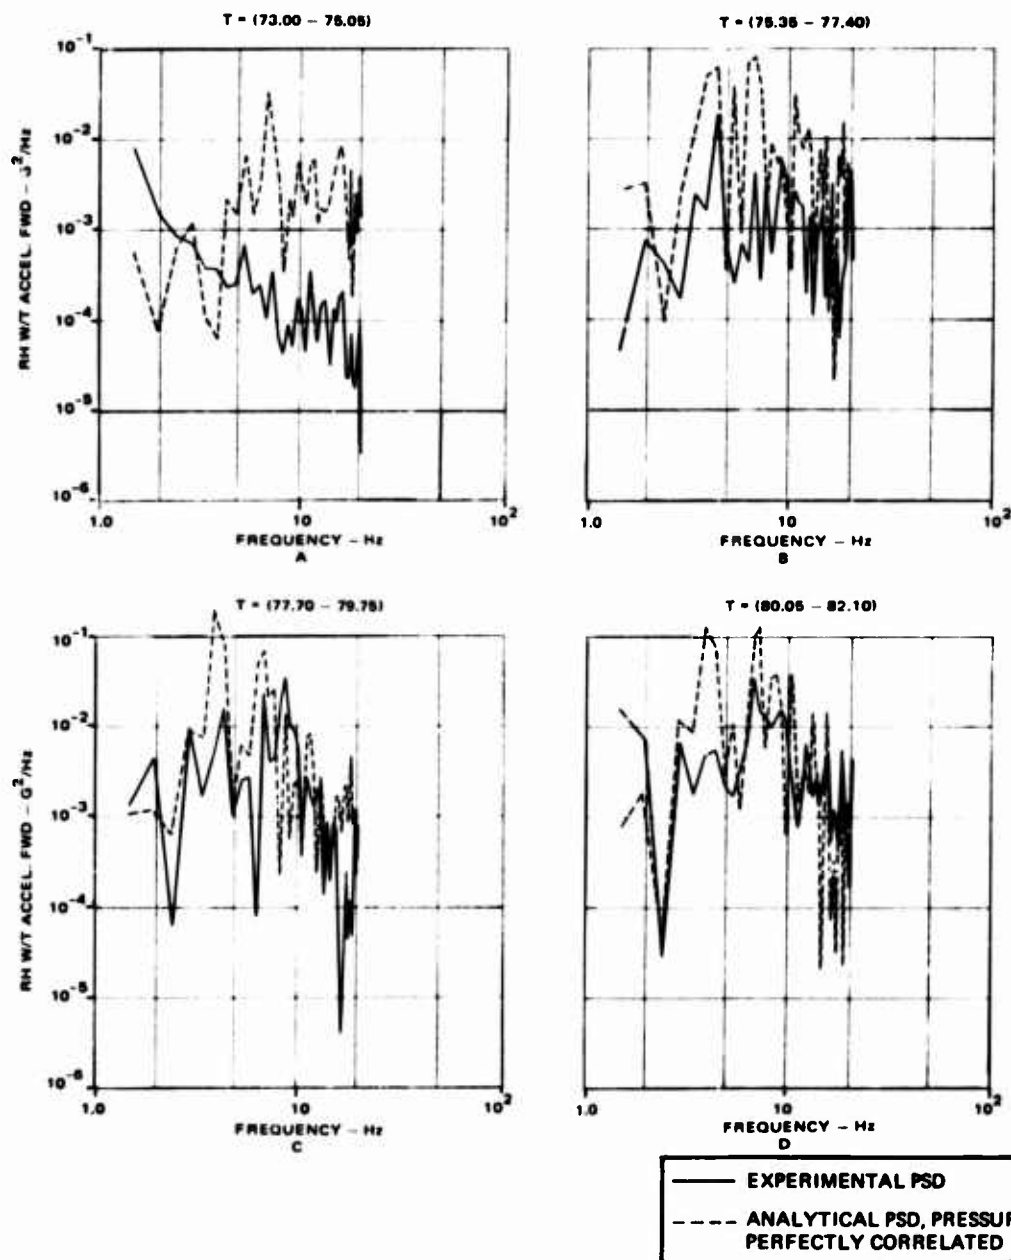 T = (73.00 – 75.05)
10⁻¹
10⁻²
10⁻³
10⁻⁴
10⁻⁵
10⁻⁶
RH W/T ACCEL. FWD – G²/Hz
1.0 10 10²
FREQUENCY – Hz
A
T = (75.35 – 77.40)
1.0 10 10²
FREQUENCY – Hz
B
T = (77.70 – 79.75)
10⁻¹
10⁻²
10⁻³
10⁻⁴
10⁻⁵
10⁻⁶
RH W/T ACCEL. FWD – G²/Hz
1.0 10 10²
FREQUENCY – Hz
C
T = (80.05 – 82.10)
1.0 10 10²
FREQUENCY – Hz
D
EXPERIMENTAL PSD
ANALYTICAL PSD, PRESSUR
PERFECTLY CORRELATED